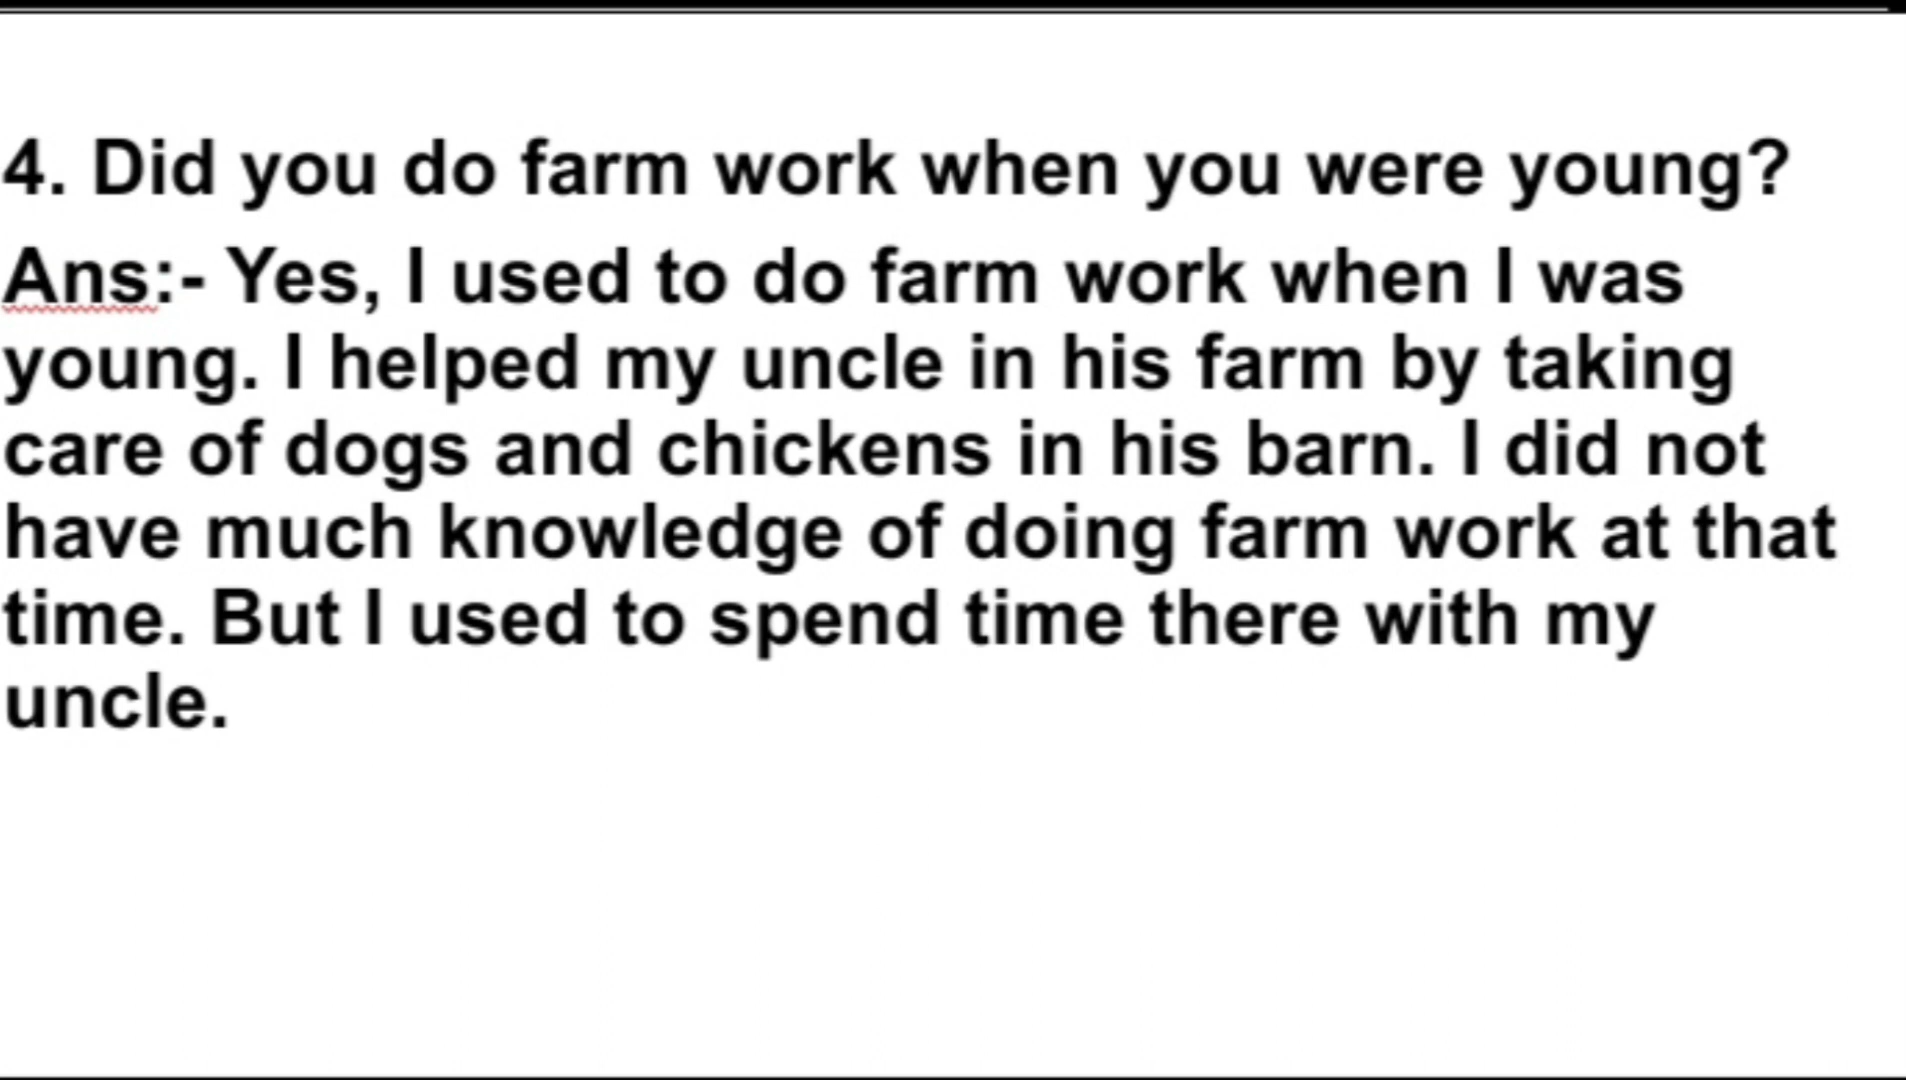 4. Did you do farm work when you were young?
Ans:- Yes, I used to do farm work when I was
young. I helped my uncle in his farm by taking
care of dogs and chickens in his barn. I did not
have much knowledge of doing farm work at that
time. But I used to spend time there with my
uncle.